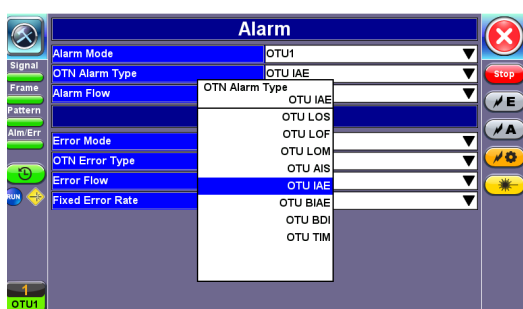 Alarm
Alarm Mode OTU1
OTN Alarm Type OTU IAE
Alarm Flow
OTN Alarm Type
OTU IAE
OTU LOS
OTU LOF
OTU LOM
OTU AIS
OTU IAE
OTU BIAE
OTU BDI
OTU TIM
Error Mode
OTN Error Type
Error Flow
Fixed Error Rate
Signal
Frame
Pattern
Alm/Err
RUN
1
OTU1
Stop
E
A